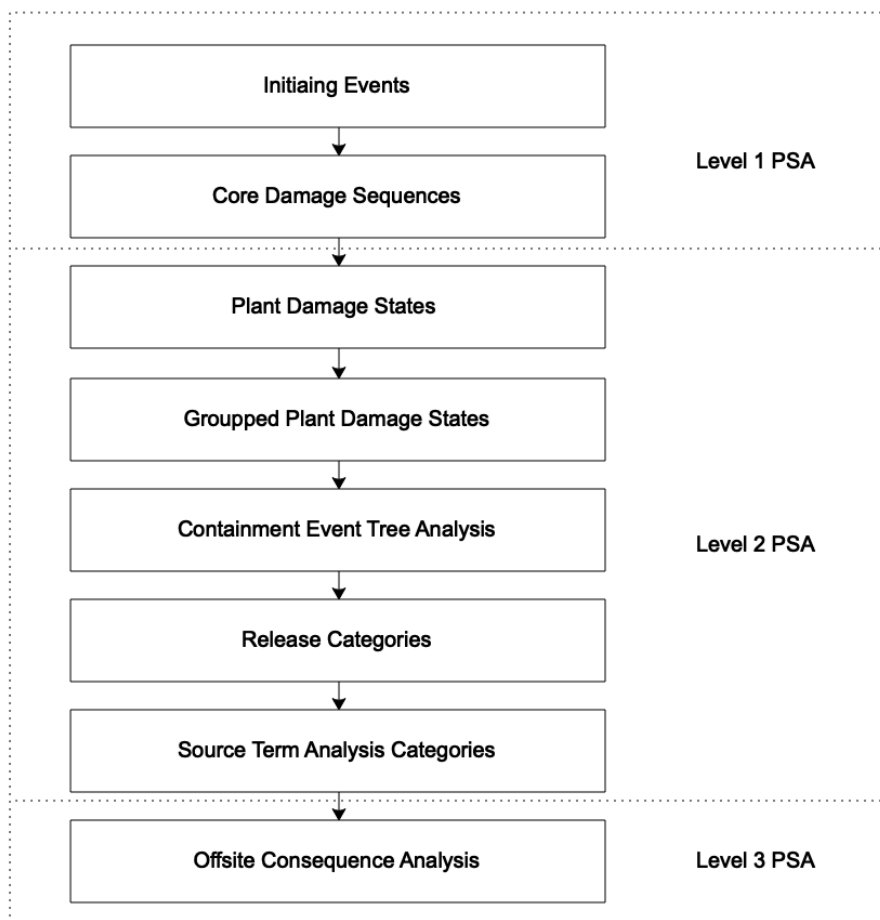 Initiaing Events
Level 1 PSA
Core Damage Sequences
Plant Damage States
Groupped Plant Damage States
Containment Event Tree Analysis
Level 2 PSA
Release Categories
Source Term Analysis Categories
Offsite Consequence Analysis
Level 3 PSA